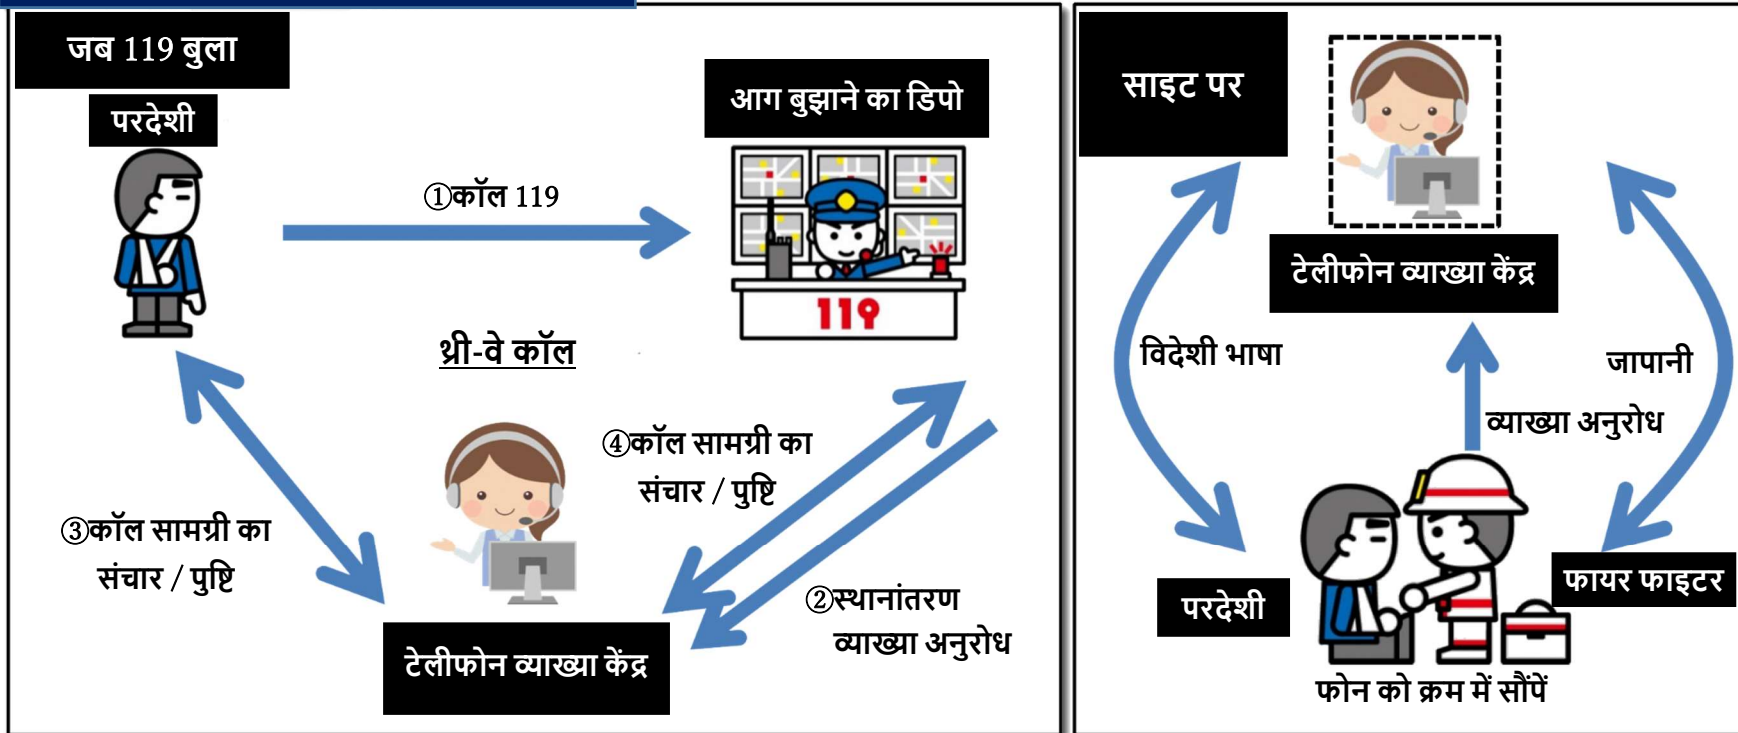 जब 119 बुला
परदेशी
आग बुझाने का डिपो
①कॉल 119
119
थ्री-वे कॉल
④कॉल सामग्री का
संचार / पुष्टि
③कॉल सामग्री का
संचार / पुष्टि
②स्थानांतरण
व्याख्या अनुरोध
टेलीफोन व्याख्या केंद्र
साइट पर
टेलीफोन व्याख्या केंद्र
विदेशी भाषा
जापानी
व्याख्या अनुरोध
परदेशी
फायर फाइटर
फोन को क्रम में सौंपें